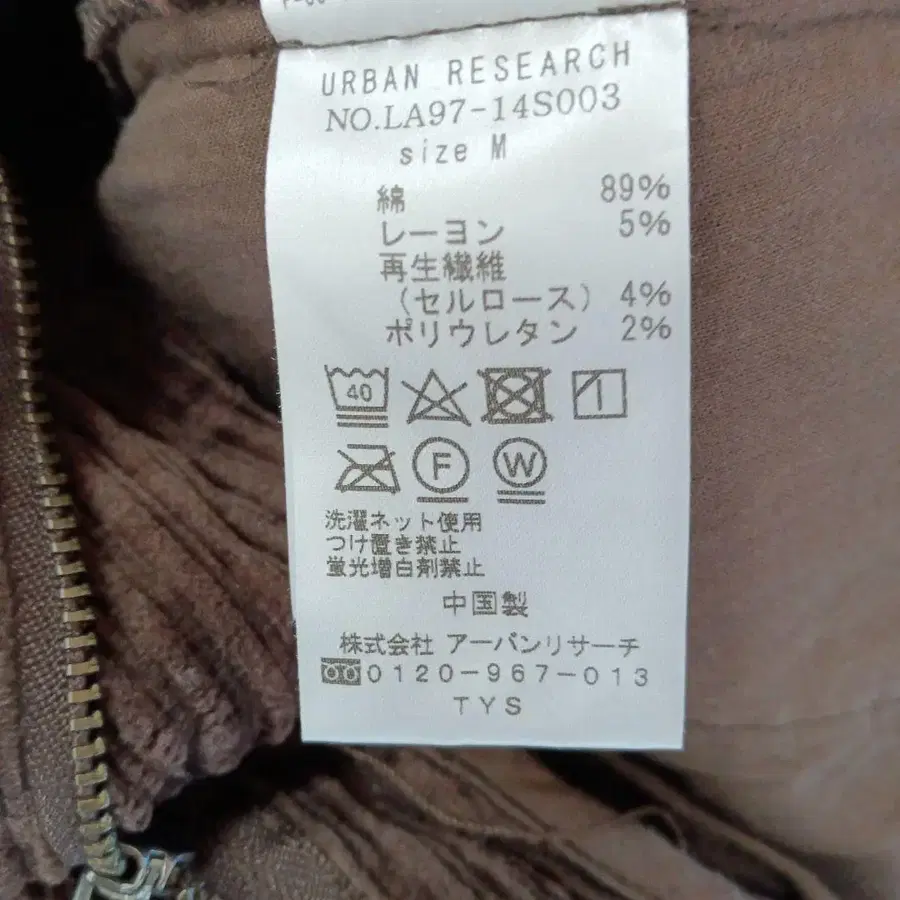 URBAN RESEARCH
NO.LA97-14S003
size M
綿 89%
レーヨン 5%
再生繊維
(セルロース) 4%
ポリウレタン 2%
40
F W
洗濯ネット使用
つけ置き禁止
蛍光増白剤禁止
中国製
株式会社 アーバンリサーチ
0120-967-013
TYS